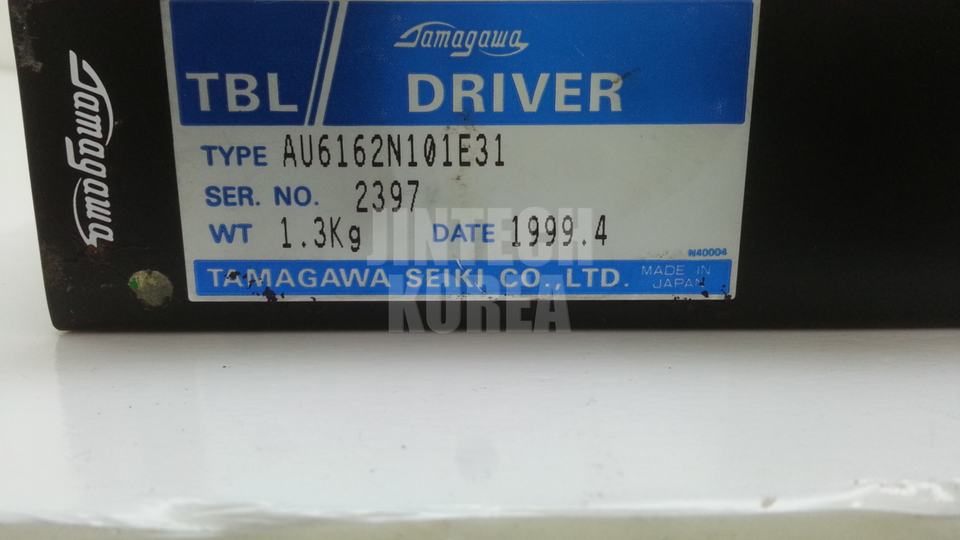 Tamagawa
Tamagawa
TBL// DRIVER
TYPE AU6162N101E31
SER. NO. 2397
WT 1.3Kg DATE 1999.4
N40004
TAMAGAWA SEIKI CO.,LTD. MADE IN JAPAN
JINTECH
KOREA